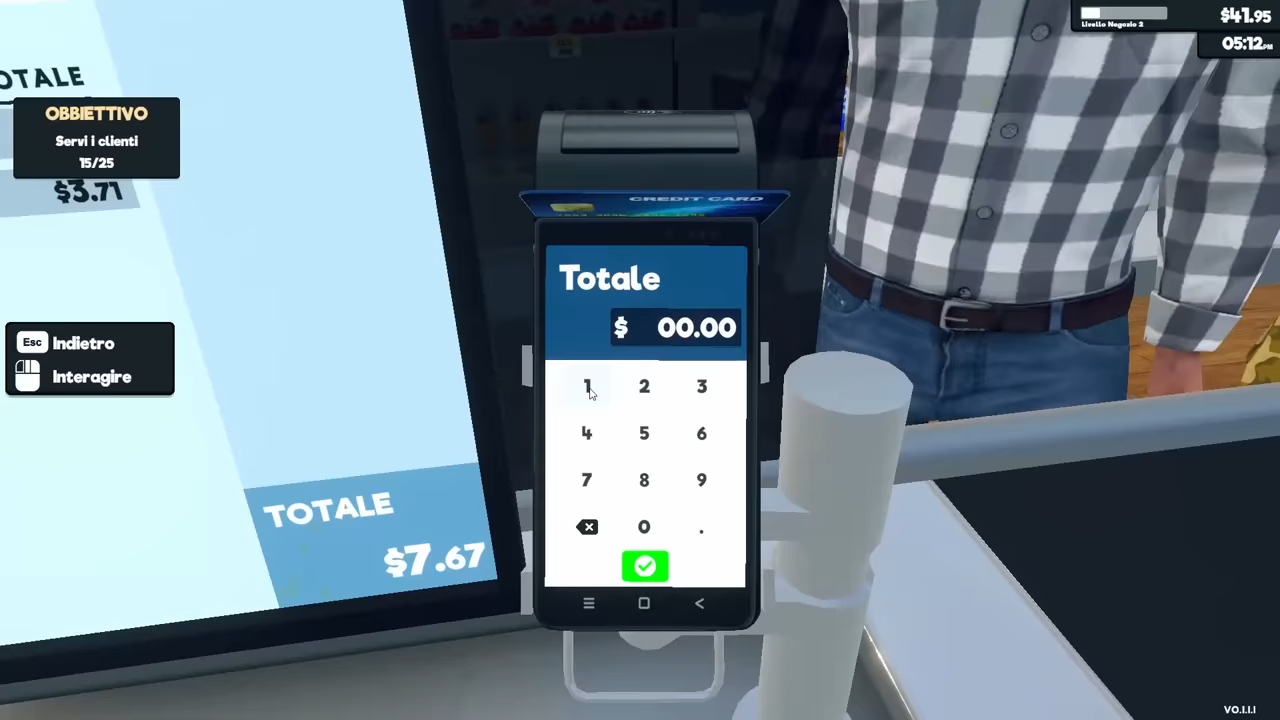 OTALE
OBBIETTIVO
Servi i clienti
15/25
$3.71
Esc Indietro
Interagire
TOTALE
$7.67
CREDIT CARD
Totale
$ 00.00
1 2 3
4 5 6
7 8 9
0 .
Livello Negozio 2
$41.95
05:12PM
V0.1.1.1